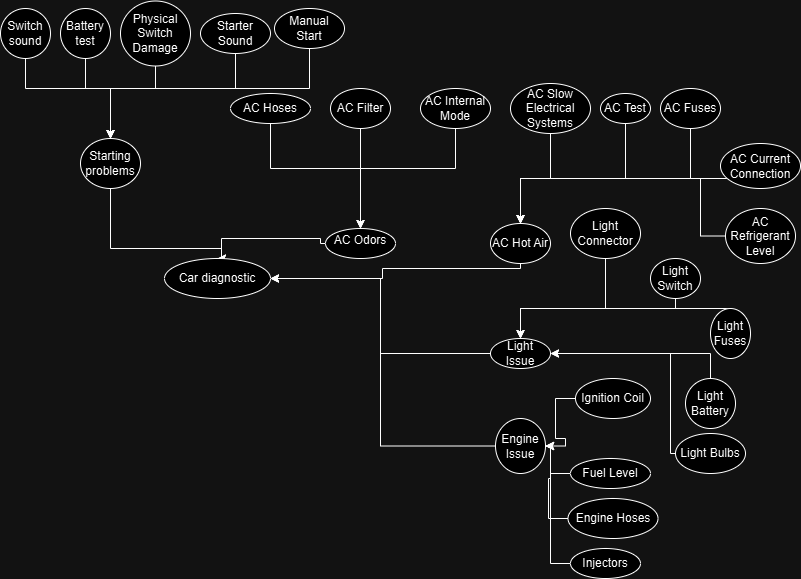 Switch
sound
Battery
test
Physical
Switch
Damage
Starter
Sound
Manual
Start
AC Hoses
AC Filter
AC Internal
Mode
AC Slow
Electrical
Systems
AC Test
AC Fuses
Starting
problems
AC Current
Connection
AC Odors
AC Hot Air
Light
Connector
AC
Refrigerant
Level
Car diagnostic
Light
Switch
Light
Issue
Light
Fuses
Ignition Coil
Light
Battery
Engine
Issue
Light Bulbs
Fuel Level
Engine Hoses
Injectors